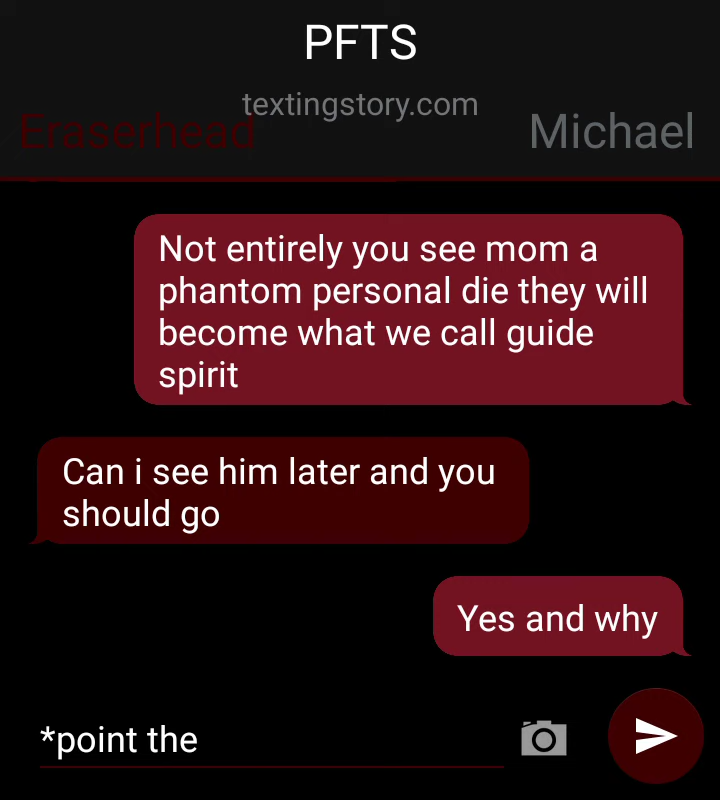 PFTS
textingstory.com
Eraserhead
Michael
Not entirely you see mom a
phantom personal die they will
become what we call guide
spirit
Can i see him later and you
should go
Yes and why
*point the